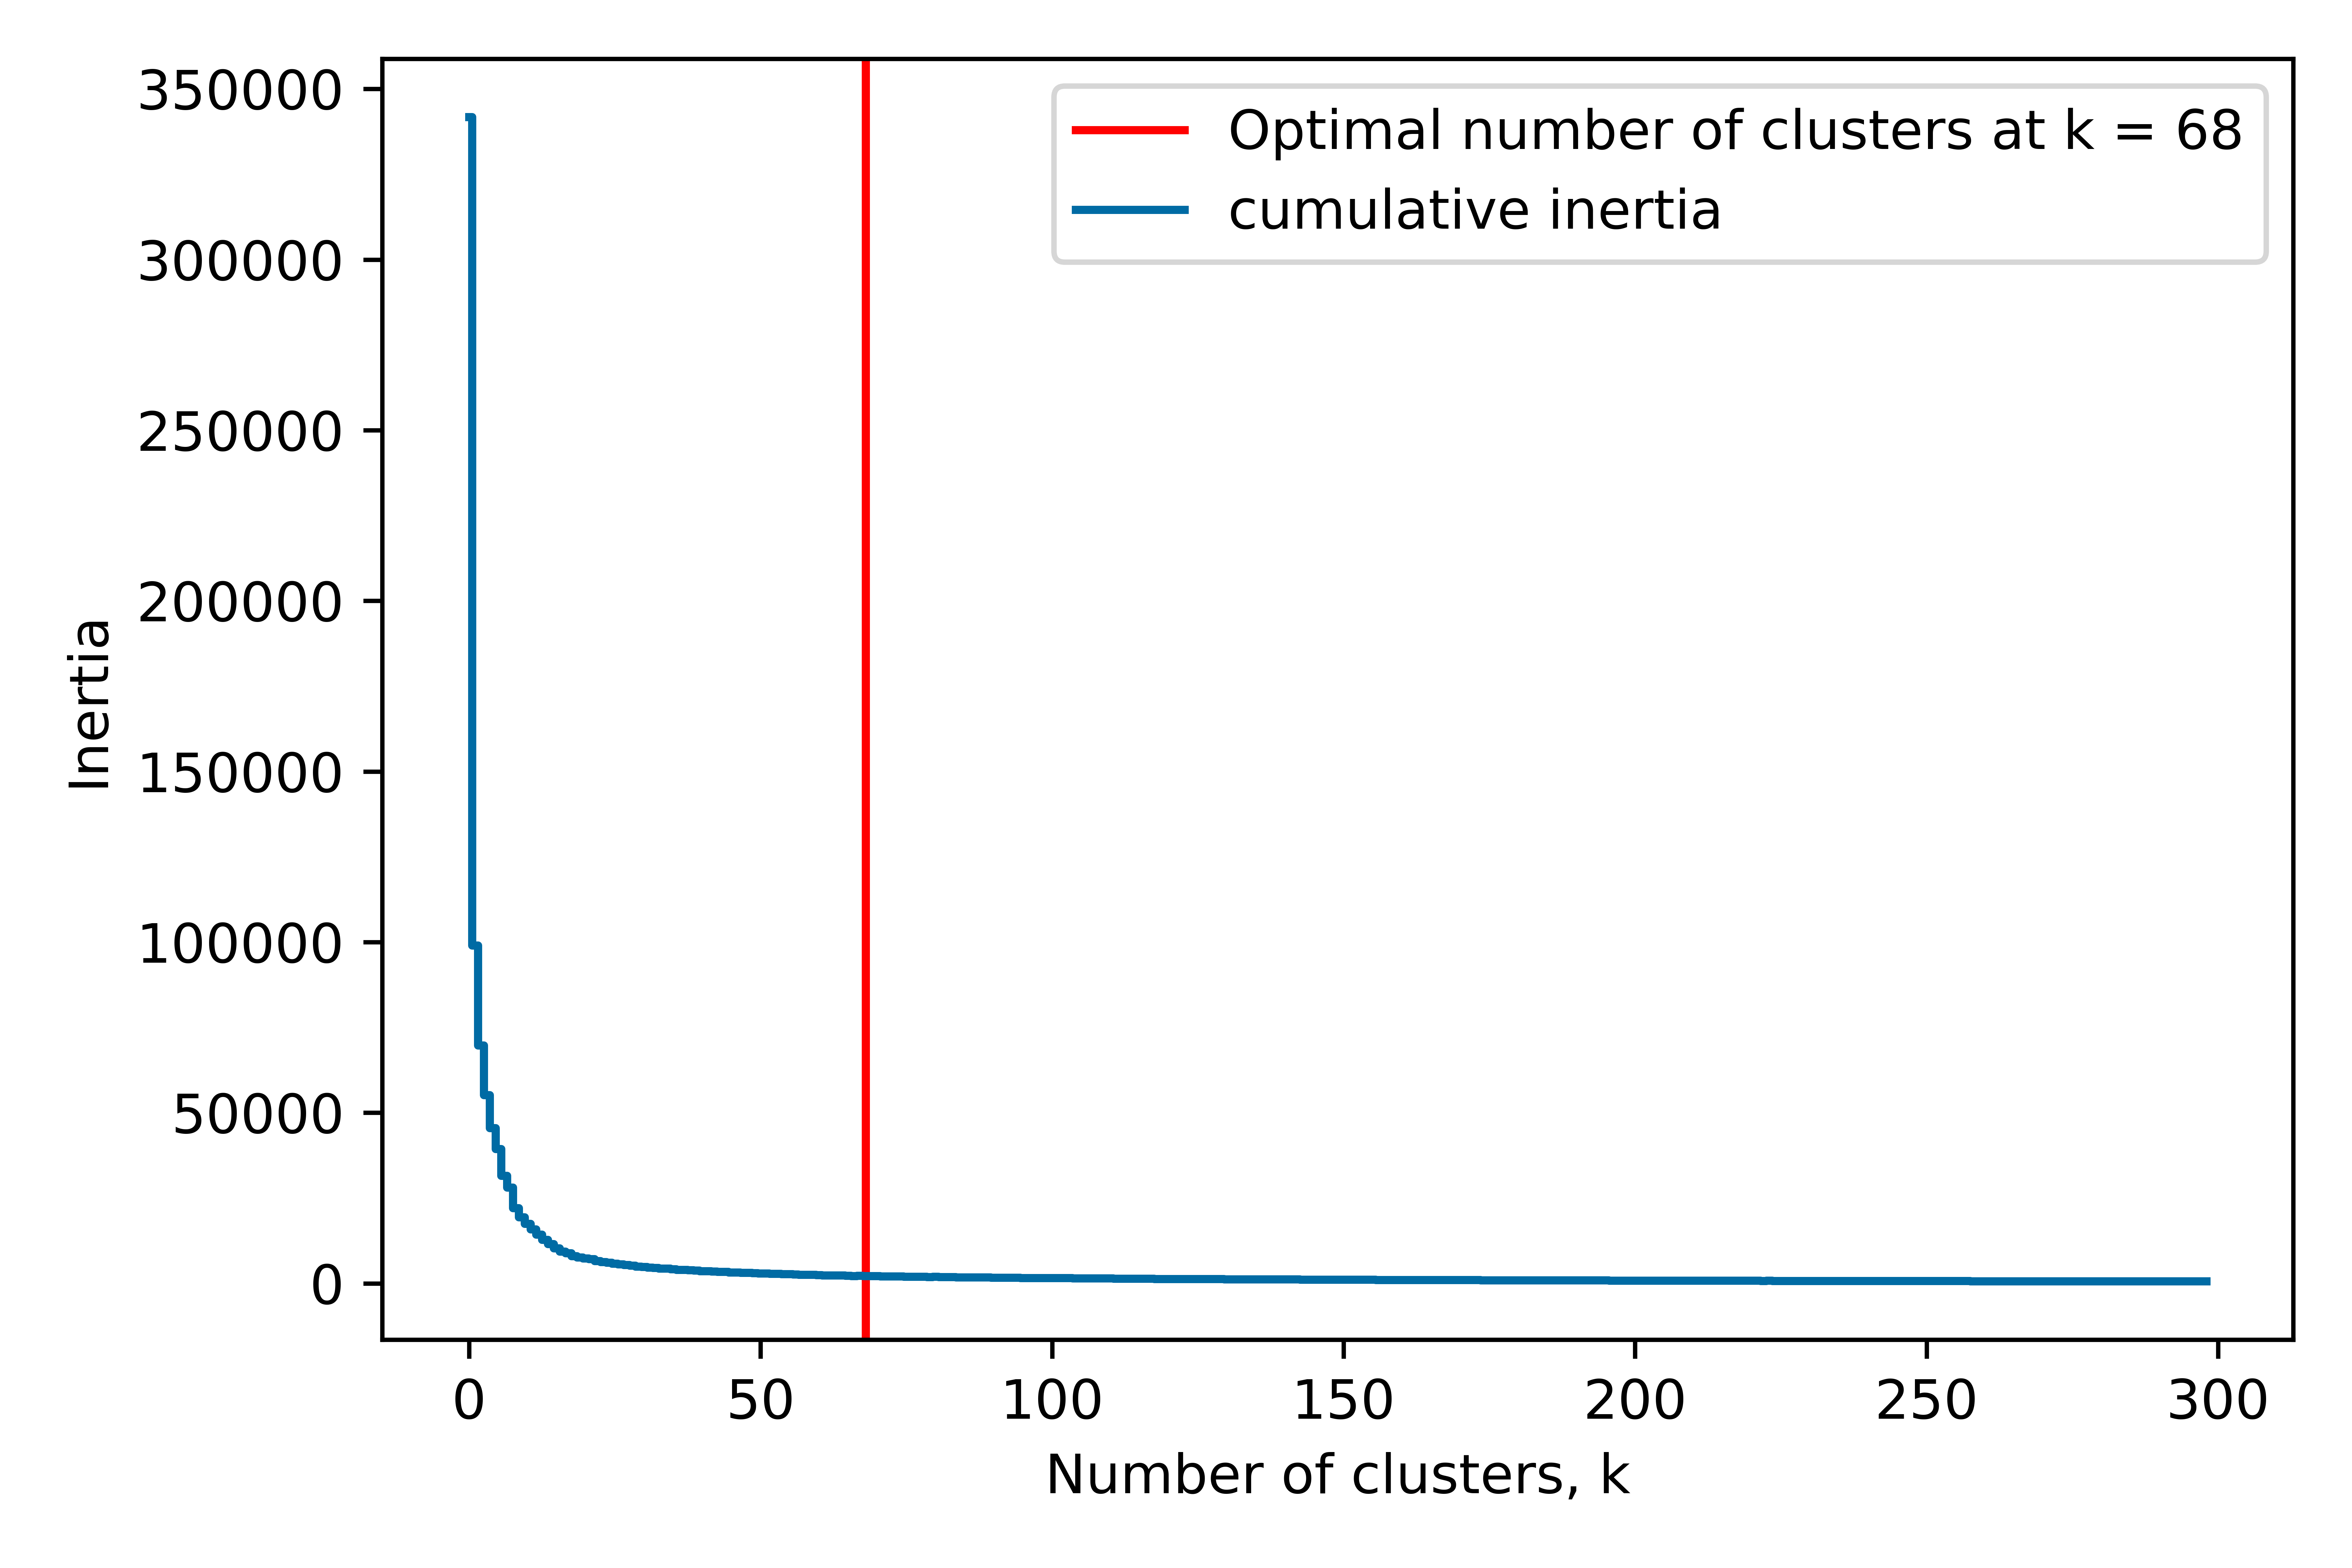 Optimal number of clusters at k = 68
cumulative inertia
350000
300000
250000
200000
150000
100000
50000
0
Inertia
0 50 100 150 200 250 300
Number of clusters, k